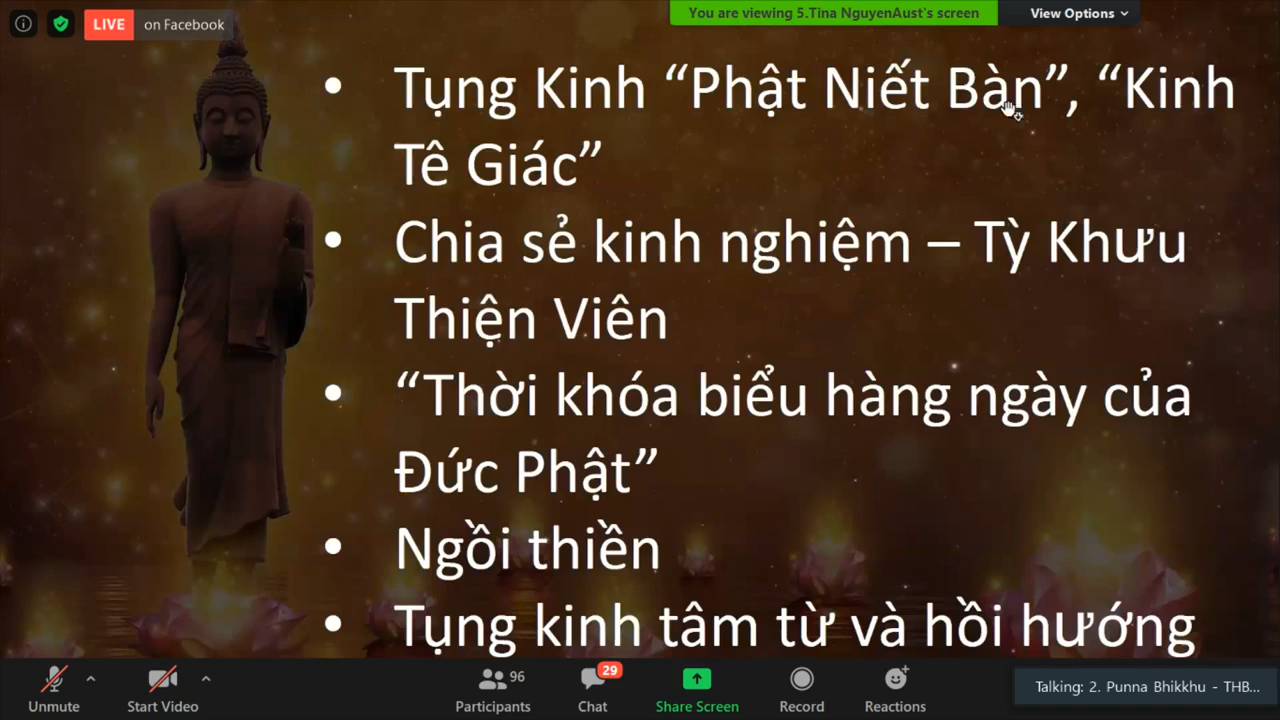 LIVE on Facebook
You are viewing 5.Tina NguyenAust's screen
View Options
• Tụng Kinh “Phật Niết Bàn”, “Kinh
Tê Giác”
• Chia sẻ kinh nghiệm – Tỳ Khưu
Thiện Viên
• “Thời khóa biểu hàng ngày của
Đức Phật”
• Ngồi thiền
• Tụng kinh tâm từ và hồi hướng
Unmute
Start Video
96
Participants
29
Chat
Share Screen
Record
Reactions
Talking: 2. Punna Bhikkhu - THB...